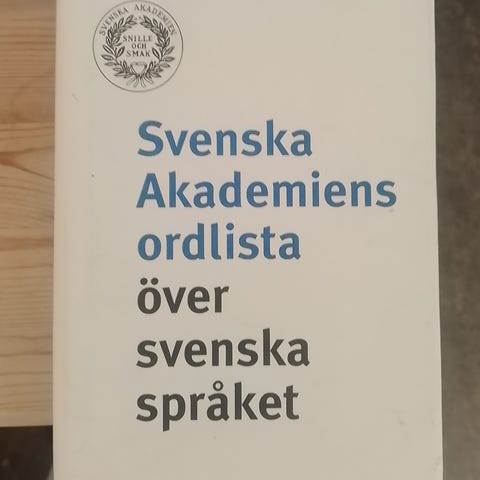 SVENSKA AKADEMIEN
SNILLE
OCH
SMAK
Svenska
Akademiens
ordlista
över
svenska
språket